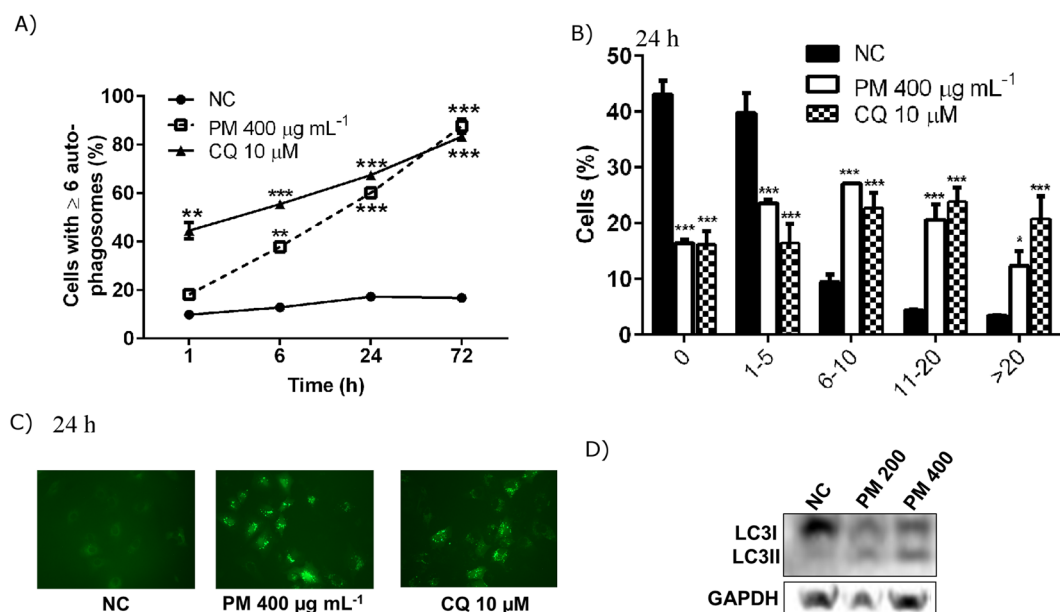 A)
Cells with ≥ 6 auto-
phagosomes (%)
100
80
60
40
20
0
NC
PM 400 μg mL⁻¹
CQ 10 μM
**
***
**
***
***
***
***
1
6
24
72
Time (h)
B) 24 h
Cells (%)
50
40
30
20
10
0
NC
PM 400 μg mL⁻¹
CQ 10 μM
*** ***
*** ***
*** ***
*** ***
* ***
0
1-5
6-10
11-20
>20
C) 24 h
NC
PM 400 μg mL⁻¹
CQ 10 μM
D)
NC
PM 200
PM 400
LC3I
LC3II
GAPDH